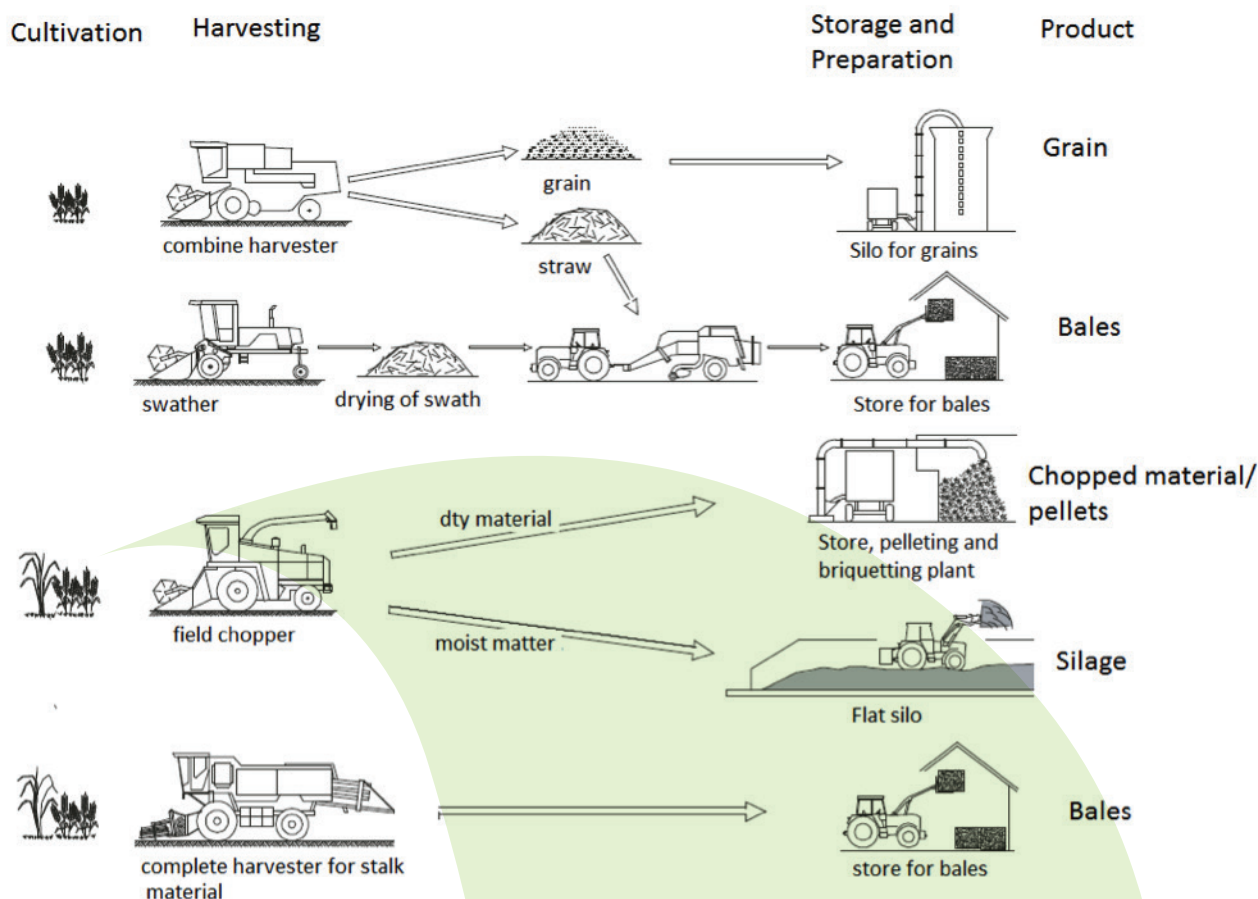 Cultivation
Harvesting
Storage and
Preparation
Product
grain
Grain
combine harvester
straw
Silo for grains
Bales
swather
drying of swath
Store for bales
Chopped material/
pellets
dty material
Store, pelleting and
briquetting plant
field chopper
moist matter
Silage
Flat silo
Bales
complete harvester for stalk
material
store for bales